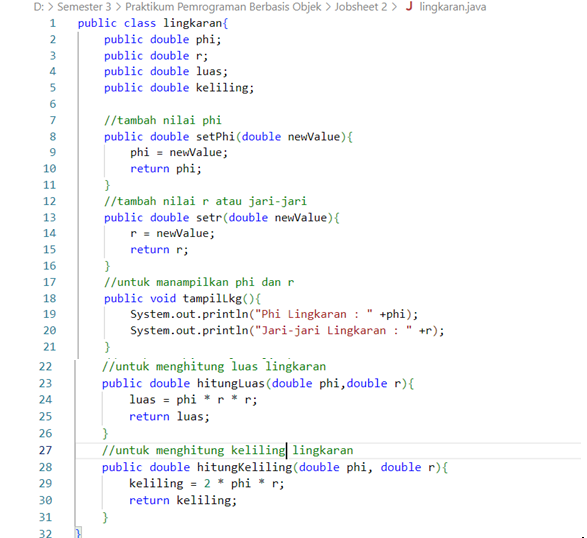 D: > Semester 3 > Praktikum Pemrograman Berbasis Objek > Jobsheet 2 > J lingkaran.java
1 public class lingkaran{
2 public double phi;
3 public double r;
4 public double luas;
5 public double keliling;
6
7 //tambah nilai phi
8 public double setPhi(double newValue){
9 phi = newValue;
10 return phi;
11 }
12 //tambah nilai r atau jari-jari
13 public double setr(double newValue){
14 r = newValue;
15 return r;
16 }
17 //untuk manampilkan phi dan r
18 public void tampilLkg(){
19 System.out.println("Phi Lingkaran : " +phi);
20 System.out.println("Jari-jari Lingkaran : " +r);
21 }
22 //untuk menghitung luas lingkaran
23 public double hitungLuas(double phi,double r){
24 luas = phi * r * r;
25 return luas;
26 }
27 //untuk menghitung keliling lingkaran
28 public double hitungKeliling(double phi, double r){
29 keliling = 2 * phi * r;
30 return keliling;
31 }
32 }